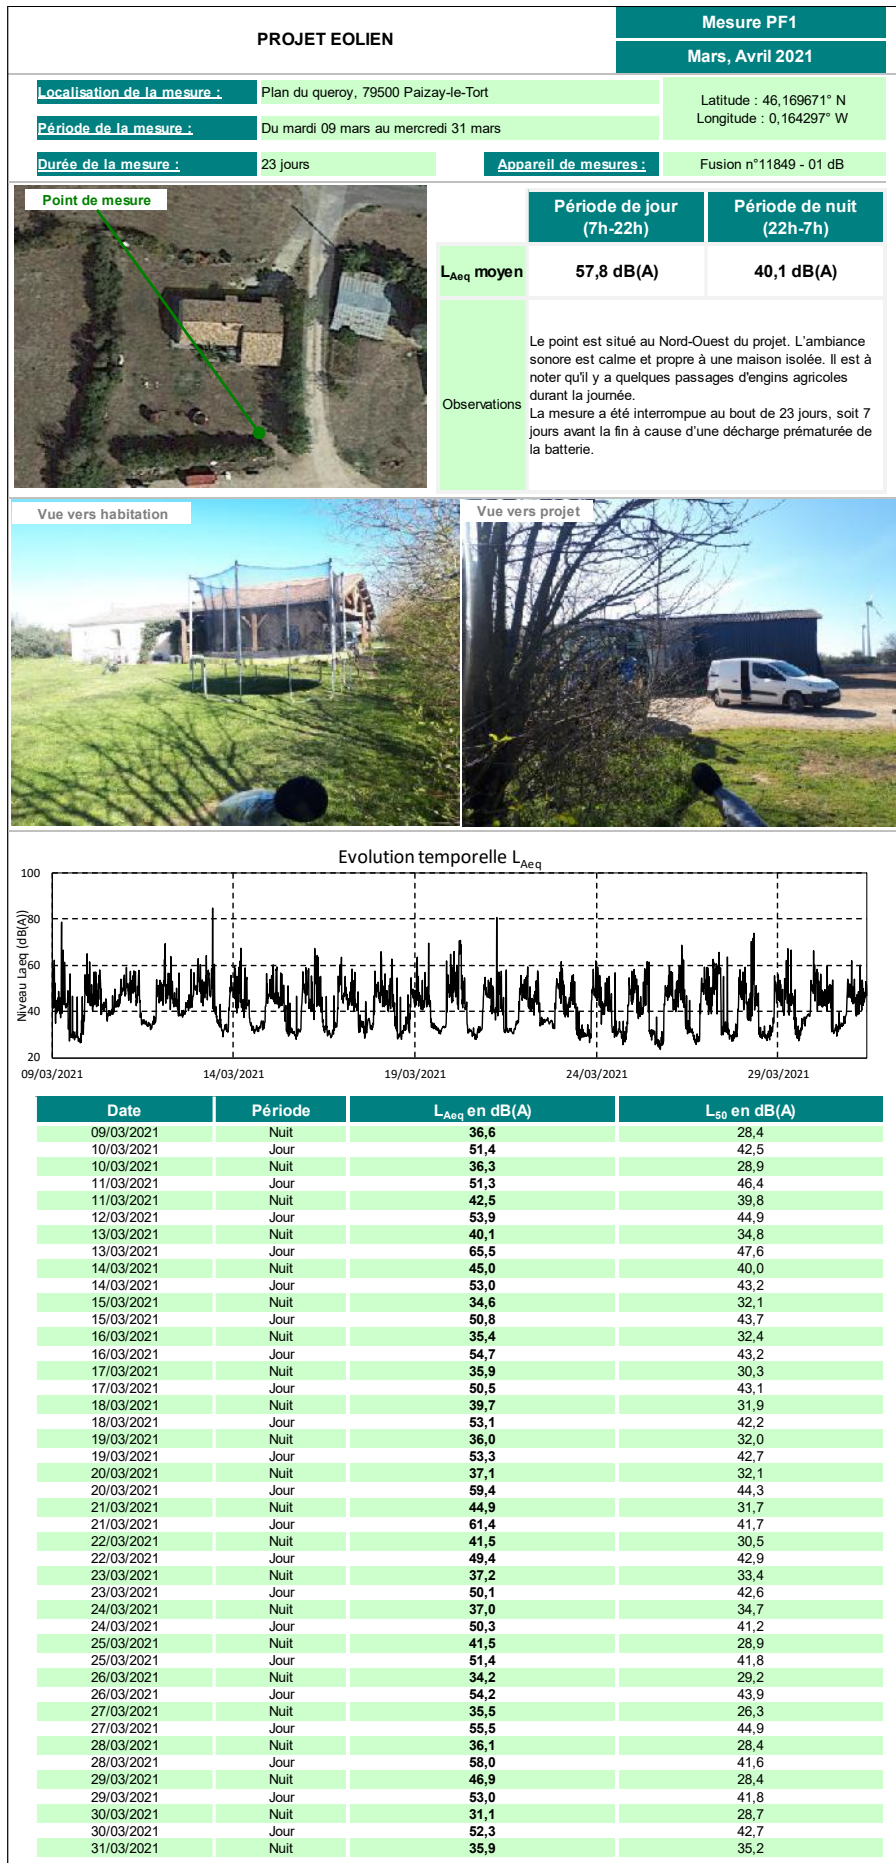 PROJET EOLIEN
Mesure PF1
Mars, Avril 2021
Localisation de la mesure :
Plan du queroy, 79500 Paizay-le-Tort
Latitude : 46,169671° N
Longitude : 0,164297° W
Période de la mesure :
Du mardi 09 mars au mercredi 31 mars
Durée de la mesure :
23 jours
Appareil de mesures :
Fusion n°11849 - 01 dB
Point de mesure
Période de jour
(7h-22h)
Période de nuit
(22h-7h)
LAeq moyen
57,8 dB(A)
40,1 dB(A)
Observations
Le point est situé au Nord-Ouest du projet. L'ambiance
sonore est calme et propre à une maison isolée. Il est à
noter qu'il y a quelques passages d'engins agricoles
durant la journée.
La mesure a été interrompue au bout de 23 jours, soit 7
jours avant la fin à cause d'une décharge prématurée de
la batterie.
Vue vers habitation
Vue vers projet
Evolution temporelle LAeq
Niveau Laeq (dB(A))
100
80
60
40
20
09/03/2021 14/03/2021 19/03/2021 24/03/2021 29/03/2021
Date Période LAeq en dB(A) L50 en dB(A)
09/03/2021 Nuit 36,6 28,4
10/03/2021 Jour 51,4 42,5
10/03/2021 Nuit 36,3 28,9
11/03/2021 Jour 51,3 46,4
11/03/2021 Nuit 42,5 39,8
12/03/2021 Jour 53,9 44,9
13/03/2021 Nuit 40,1 34,8
13/03/2021 Jour 65,5 47,6
14/03/2021 Nuit 45,0 40,0
14/03/2021 Jour 53,0 43,2
15/03/2021 Nuit 34,6 32,1
15/03/2021 Jour 50,8 43,7
16/03/2021 Nuit 35,4 32,4
16/03/2021 Jour 54,7 43,2
17/03/2021 Nuit 35,9 30,3
17/03/2021 Jour 50,5 43,1
18/03/2021 Nuit 39,7 31,9
18/03/2021 Jour 53,1 42,2
19/03/2021 Nuit 36,0 32,0
19/03/2021 Jour 53,3 42,7
20/03/2021 Nuit 37,1 32,1
20/03/2021 Jour 59,4 44,3
21/03/2021 Nuit 44,9 31,7
21/03/2021 Jour 61,4 41,7
22/03/2021 Nuit 41,5 30,5
22/03/2021 Jour 49,4 42,9
23/03/2021 Nuit 37,2 33,4
23/03/2021 Jour 50,1 42,6
24/03/2021 Nuit 37,0 34,7
24/03/2021 Jour 50,3 41,2
25/03/2021 Nuit 41,5 28,9
25/03/2021 Jour 51,4 41,8
26/03/2021 Nuit 34,2 29,2
26/03/2021 Jour 54,2 43,9
27/03/2021 Nuit 35,5 26,3
27/03/2021 Jour 55,5 44,9
28/03/2021 Nuit 36,1 28,4
28/03/2021 Jour 58,0 41,6
29/03/2021 Nuit 46,9 28,4
29/03/2021 Jour 53,0 41,8
30/03/2021 Nuit 31,1 28,7
30/03/2021 Jour 52,3 42,7
31/03/2021 Nuit 35,9 35,2